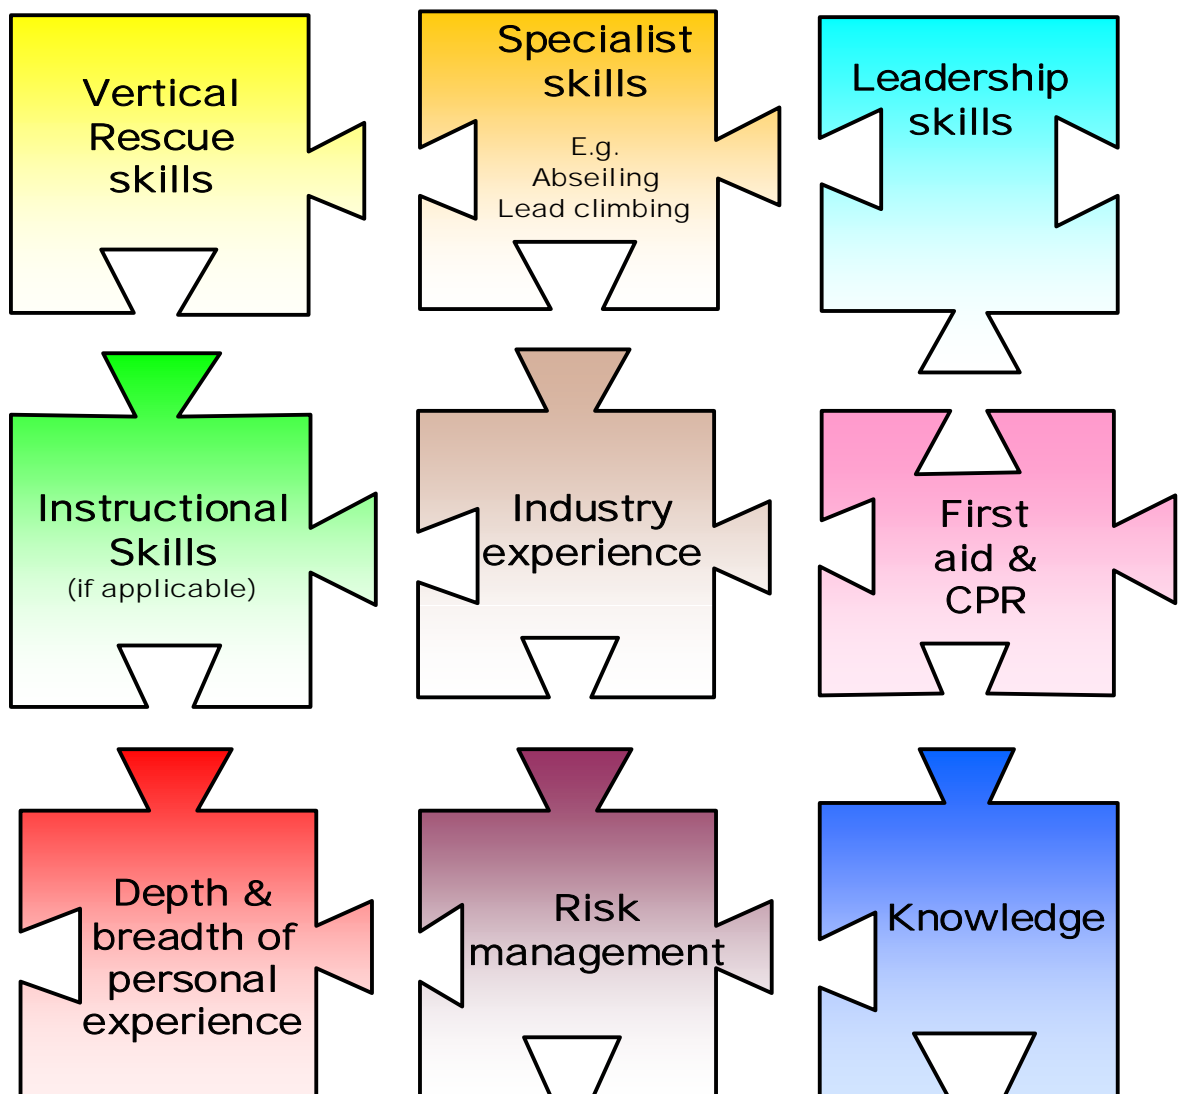 Vertical
Rescue
skills
Specialist
skills
E.g.
Abseiling
Lead climbing
Leadership
skills
Instructional
Skills
(if applicable)
Industry
experience
First
aid &
CPR
Depth &
breadth of
personal
experience
Risk
management
Knowledge